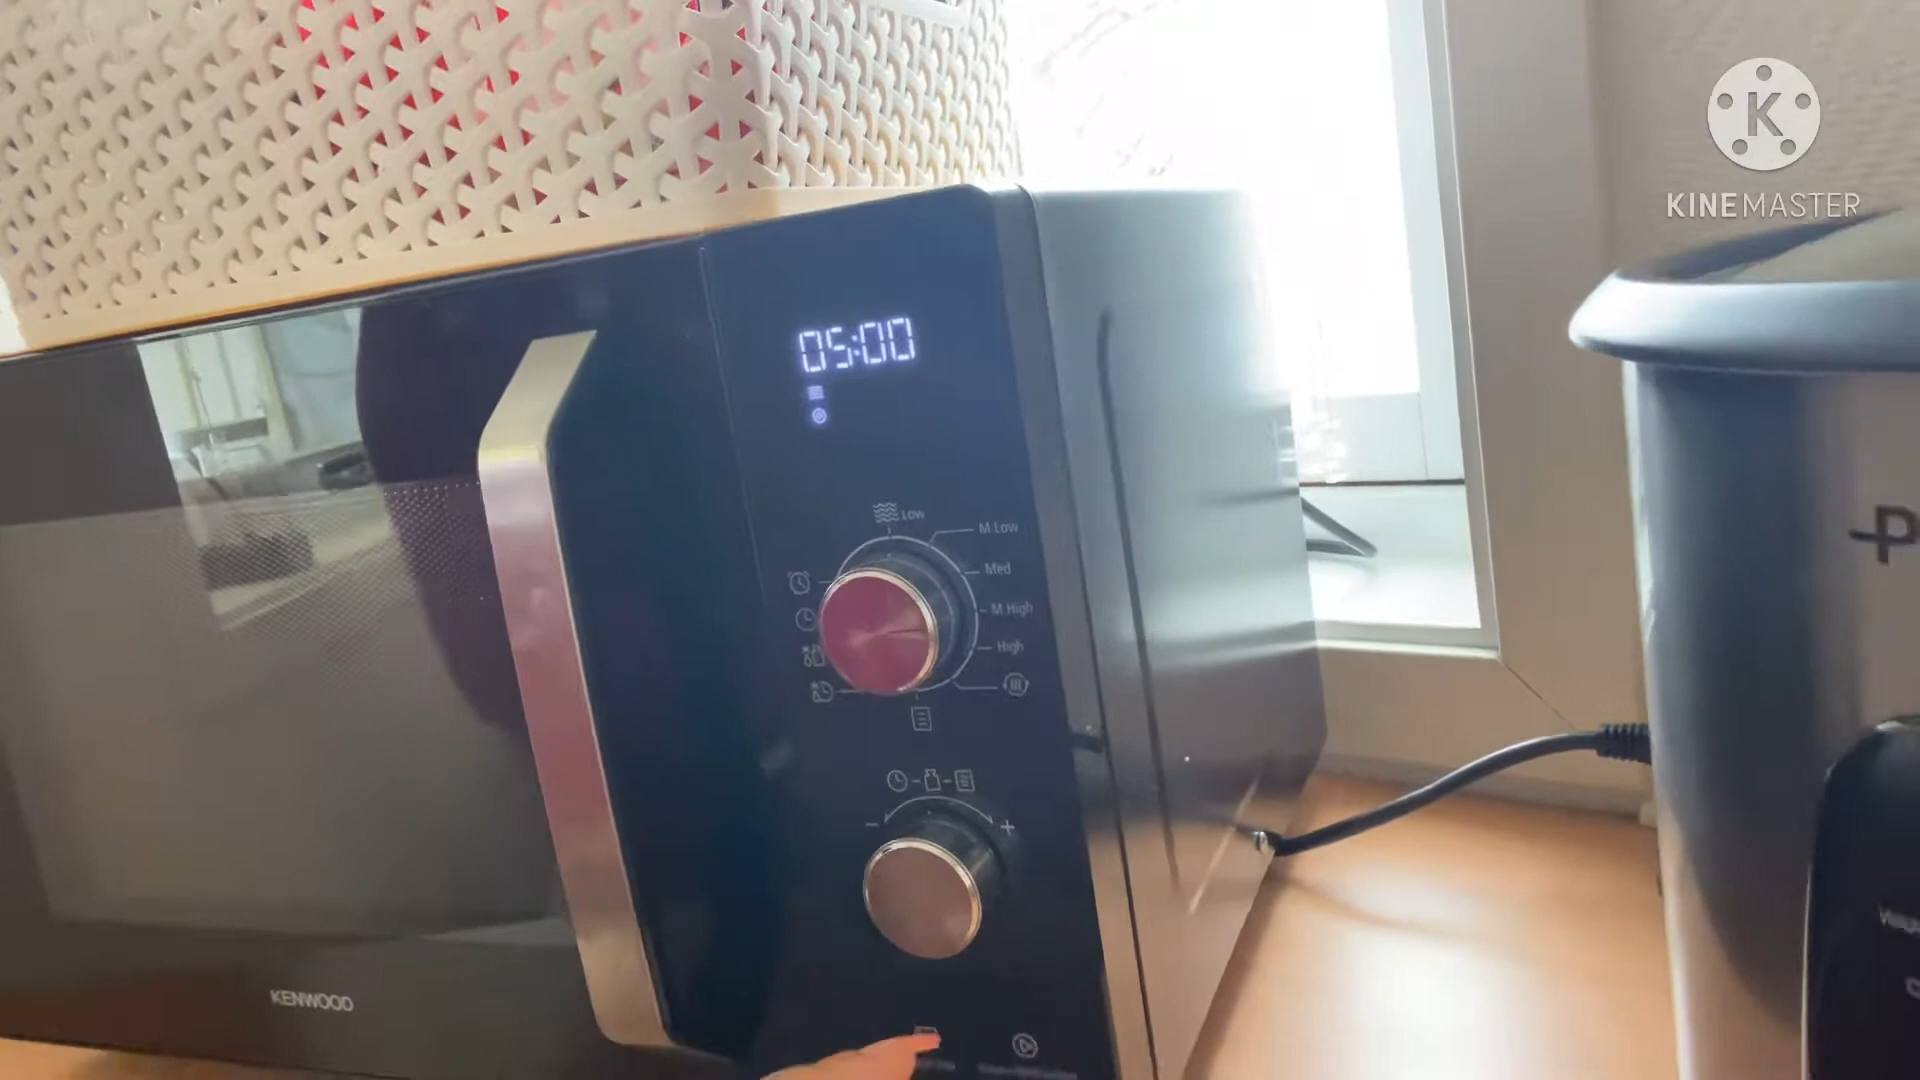 KINEMASTER
05:00
LOW
M.Low
Med
M.High
High
- +
KENWOOD